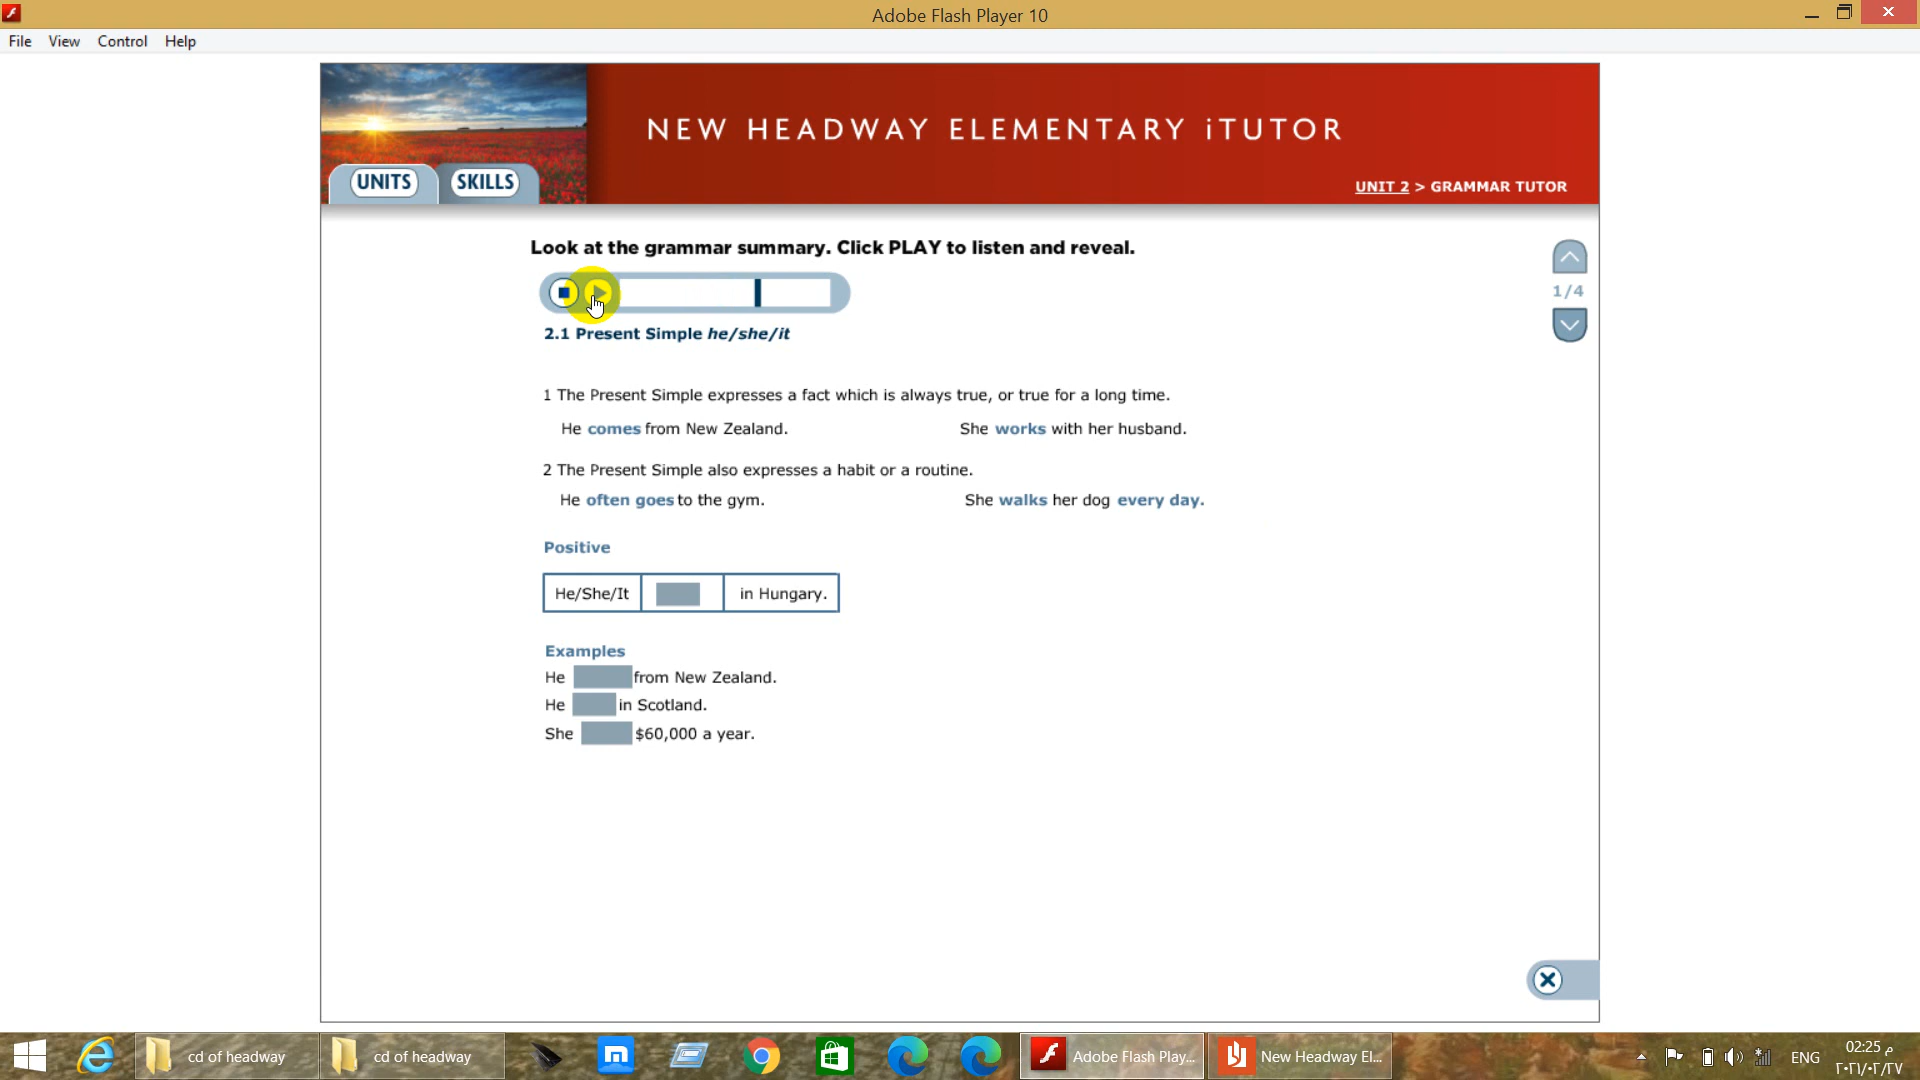 Adobe Flash Player 10
File View Control Help
NEW HEADWAY ELEMENTARY iTUTOR
UNITS SKILLS
UNIT 2 > GRAMMAR TUTOR
Look at the grammar summary. Click PLAY to listen and reveal.
1/4
2.1 Present Simple he/she/it
1 The Present Simple expresses a fact which is always true, or true for a long time.
He comes from New Zealand. She works with her husband.
2 The Present Simple also expresses a habit or a routine.
He often goes to the gym. She walks her dog every day.
Positive
He/She/It in Hungary.
Examples
He from New Zealand.
He in Scotland.
She $60,000 a year.
cd of headway cd of headway Adobe Flash Play... New Headway El... ENG 02:25 م
٢٠٢١/٠٢/٢٧